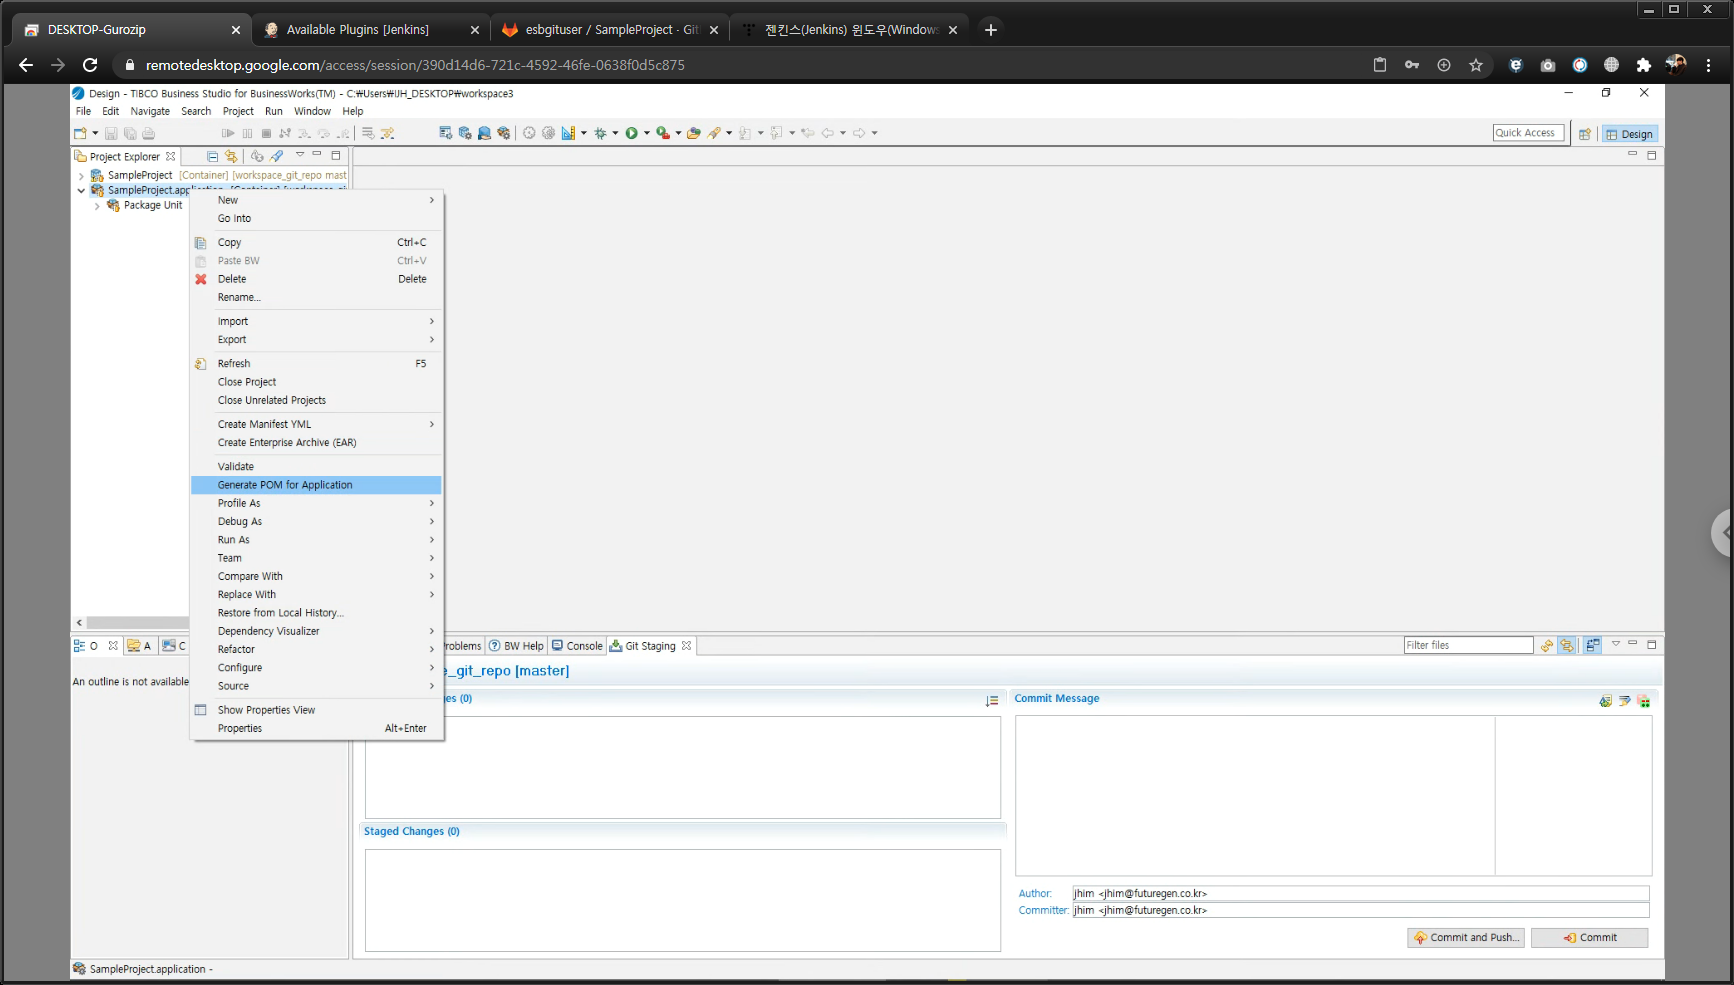 DESKTOP-Gurozip
Available Plugins [Jenkins]
esbgituser / SampleProject · Git
젠킨스(Jenkins) 윈도우(Windows
remotedesktop.google.com/access/session/390d14d6-721c-4592-46fe-0638f0d5c875
Design - TIBCO Business Studio for BusinessWorks(TM) - C:₩Users₩IJH_DESKTOP₩workspace3
File Edit Navigate Search Project Run Window Help
Quick Access
Design
Project Explorer
SampleProject [Container] [workspace_git_repo mast
SampleProject.application
Package Unit
New
Go Into
Copy Ctrl+C
Paste BW Ctrl+V
Delete Delete
Rename...
Import
Export
Refresh F5
Close Project
Close Unrelated Projects
Create Manifest YML
Create Enterprise Archive (EAR)
Validate
Generate POM for Application
Profile As
Debug As
Run As
Team
Compare With
Replace With
Restore from Local History...
Dependency Visualizer
Refactor
Configure
Source
Show Properties View
Properties Alt+Enter
O
A
C
An outline is not available
roblems
BW Help
Console
Git Staging
Filter files
_git_repo [master]
es (0)
Staged Changes (0)
Commit Message
Author: jhim <jhim@futuregen.co.kr>
Committer: jhim <jhim@futuregen.co.kr>
Commit and Push...
Commit
SampleProject.application -